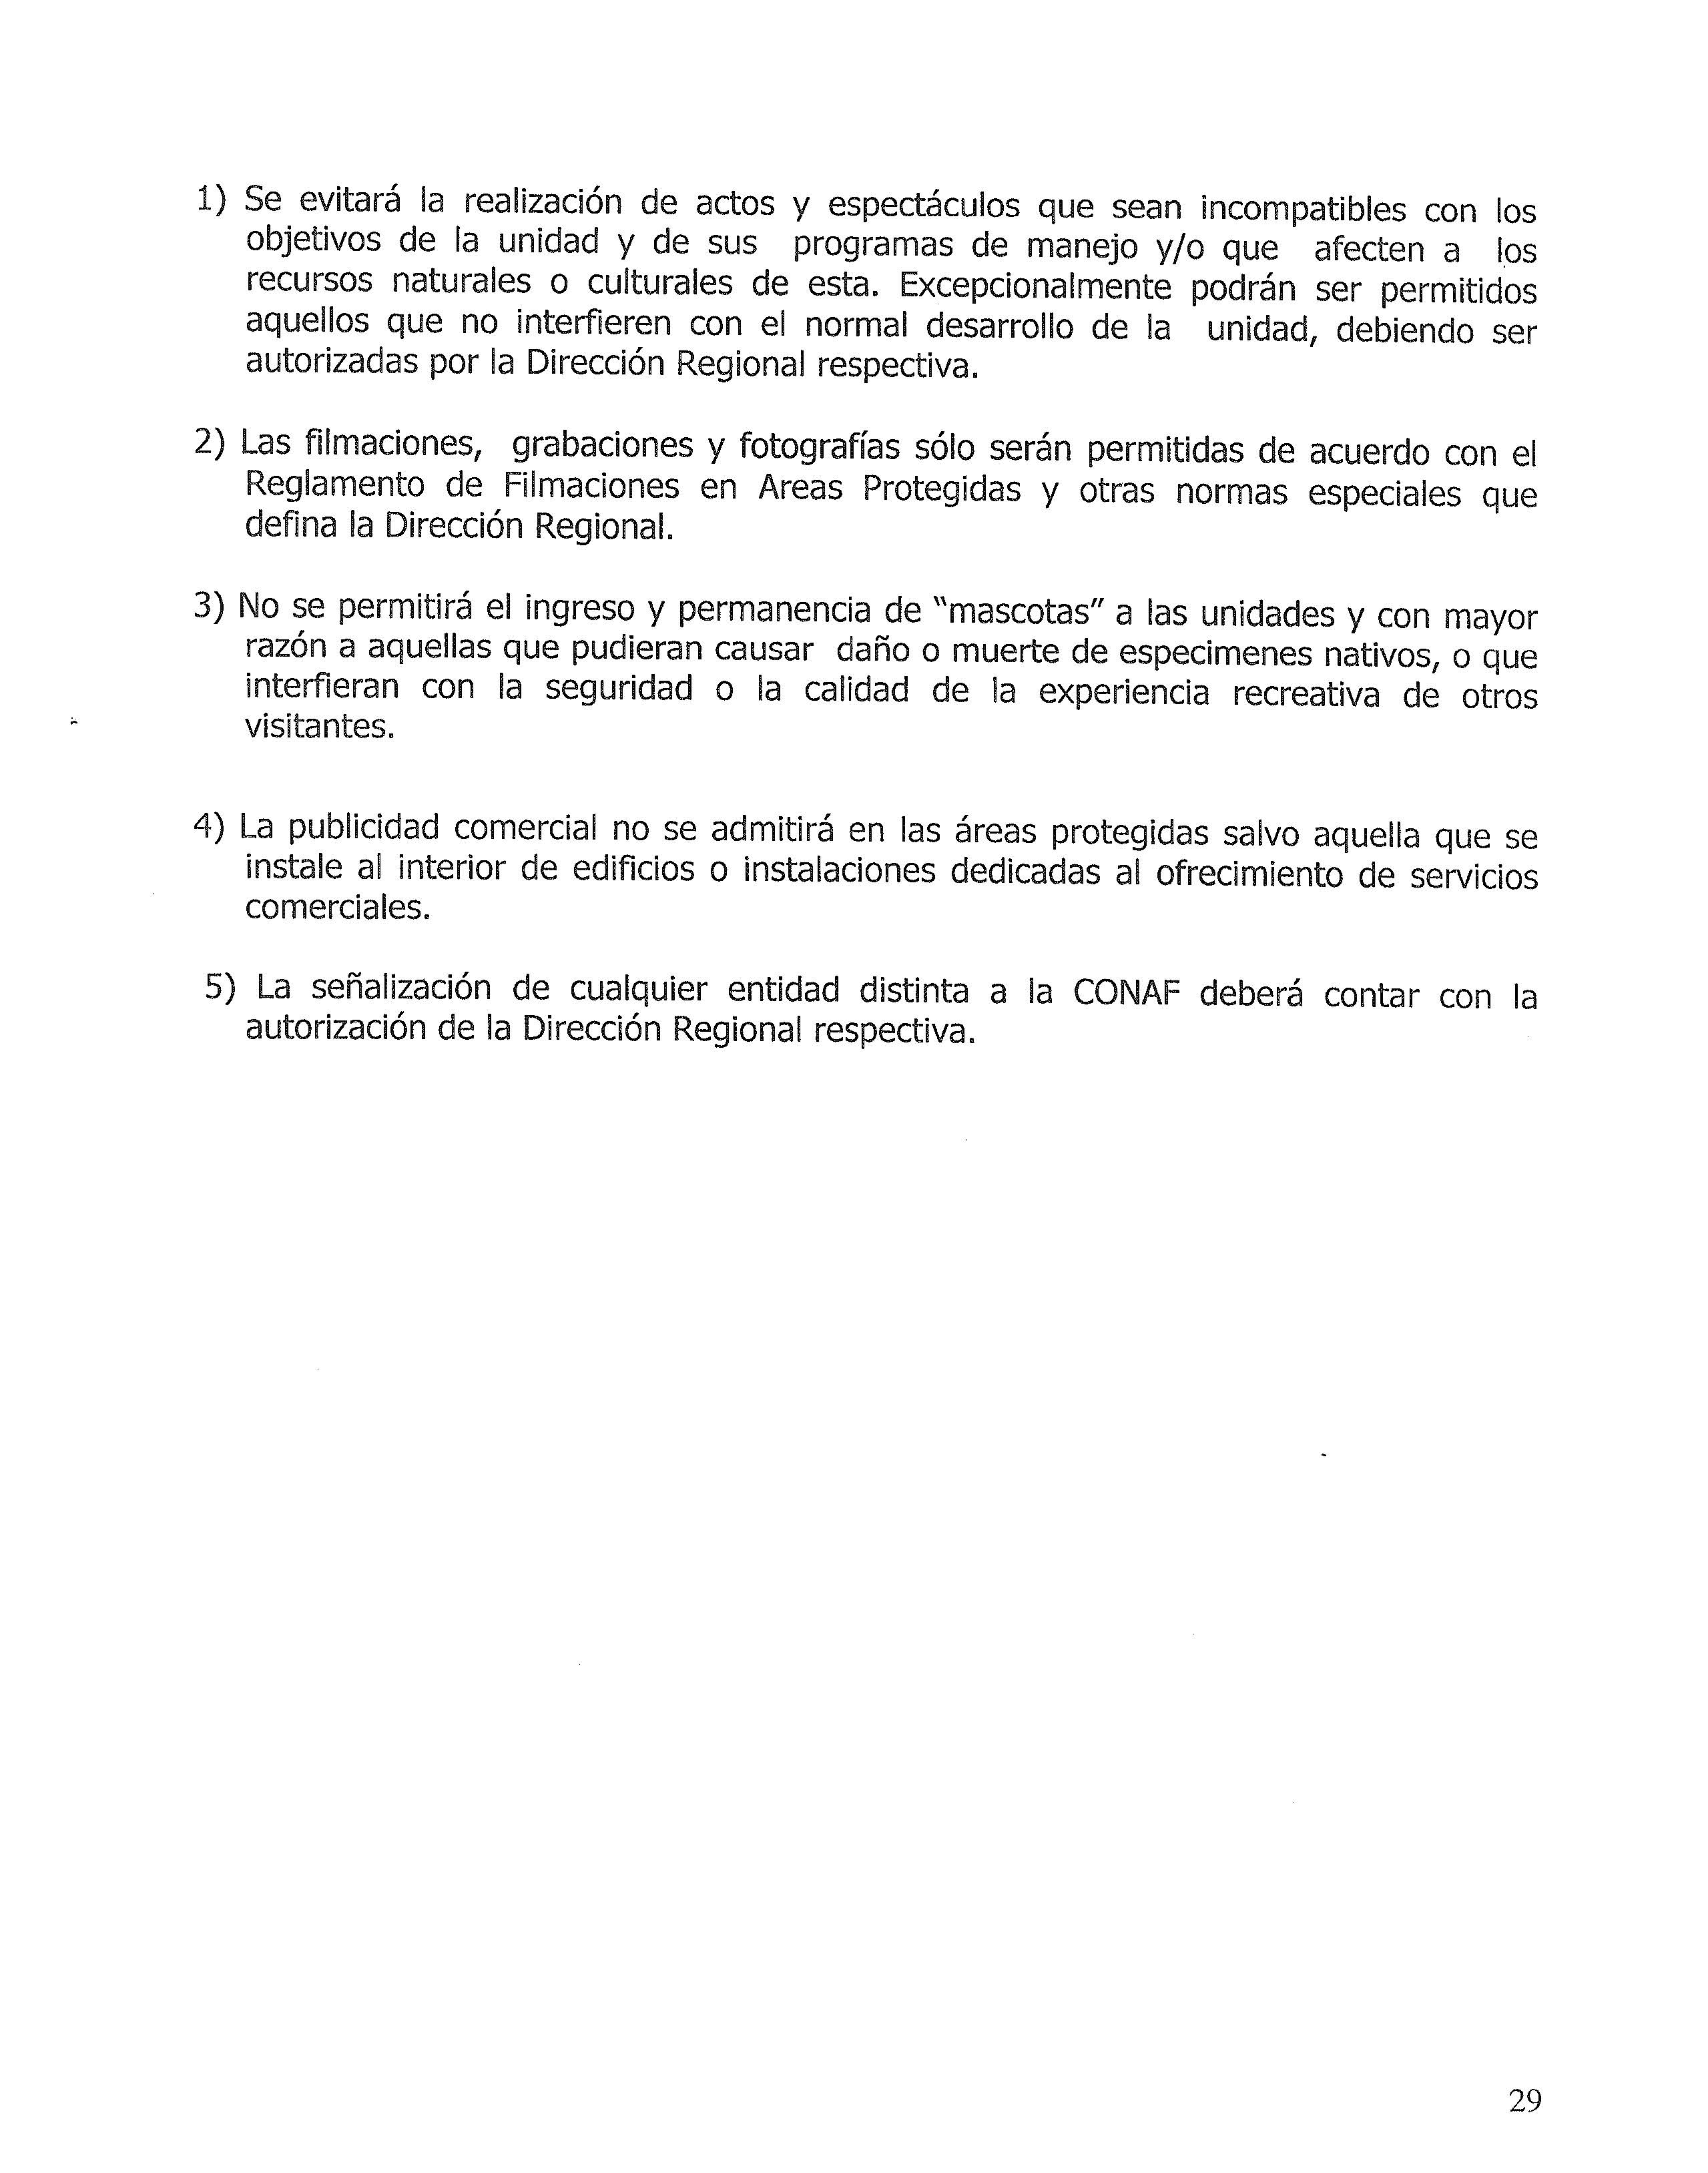 1) Se evitará la realización de actos y espectáculos que sean incompatibles con los
objetivos de la unidad y de sus programas de manejo y/o que afecten a los
recursos naturales o culturales de esta. Excepcionalmente podrán ser permitidos
aquellos que no interfieren con el normal desarrollo de la unidad, debiendo ser
autorizadas por la Dirección Regional respectiva.
2) Las filmaciones, grabaciones y fotografías sólo serán permitidas de acuerdo con el
Reglamento de Filmaciones en Areas Protegidas y otras normas especiales que
defina la Dirección Regional.
3) No se permitirá el ingreso y permanencia de "mascotas" a las unidades y con mayor
razón a aquellas que pudieran causar daño o muerte de especimenes nativos, o que
interfieran con la seguridad o la calidad de la experiencia recreativa de otros
visitantes.
4) La publicidad comercial no se admitirá en las áreas protegidas salvo aquella que se
instale al interior de edificios o instalaciones dedicadas al ofrecimiento de servicios
comerciales.
5) La señalización de cualquier entidad distinta a la CONAF deberá contar con la
autorización de la Dirección Regional respectiva.
29